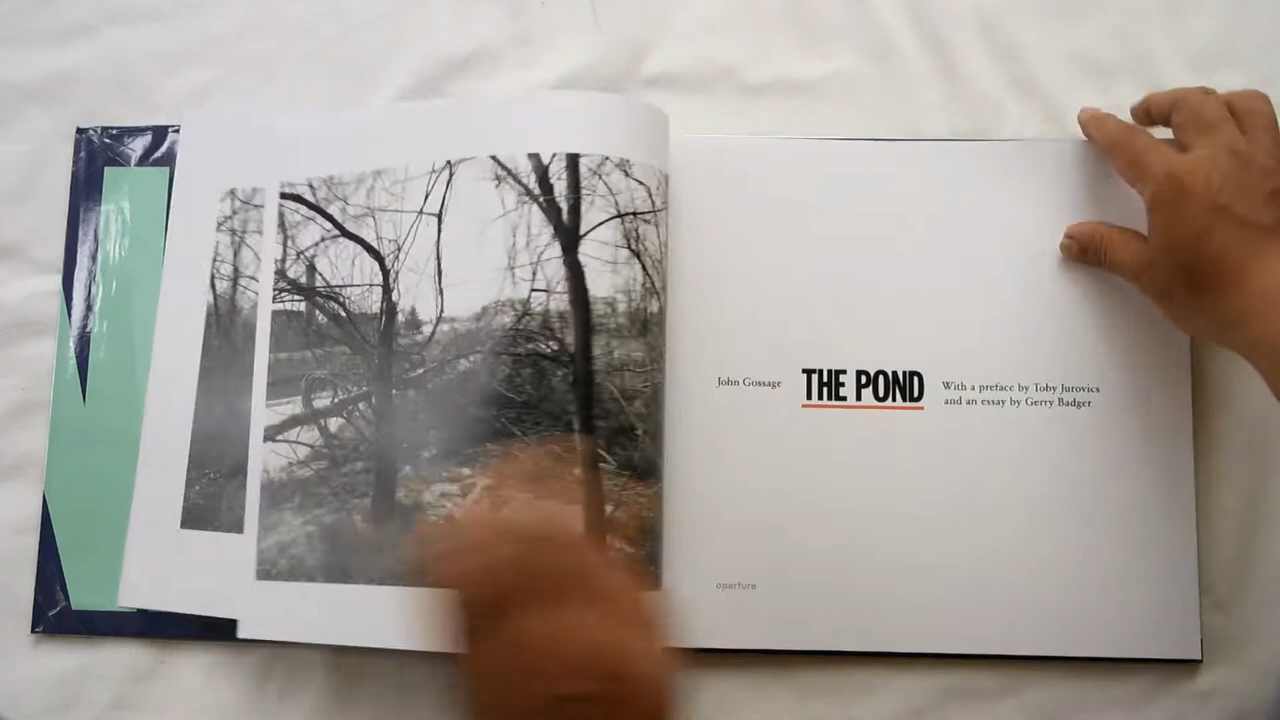 John Gossage
THE POND
With a preface by Toby Jurovics
and an essay by Gerry Badger
aperture